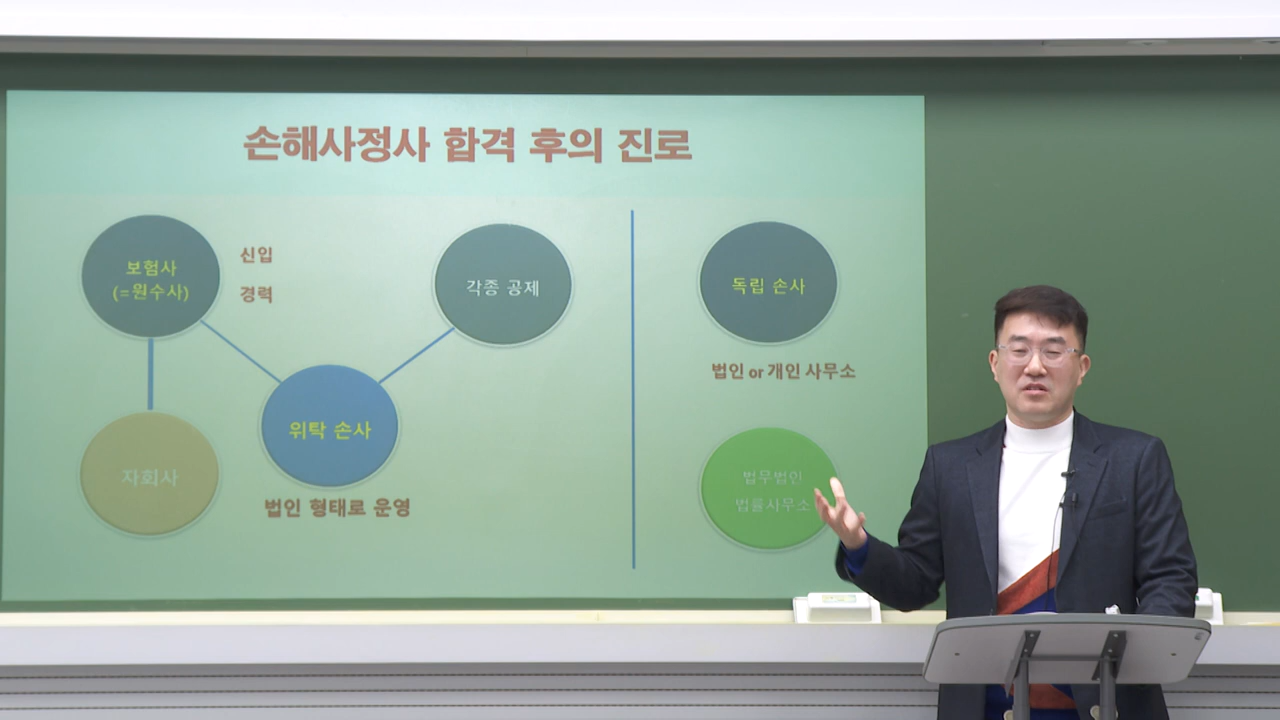 손해사정사 합격 후의 진로
보험사
(=원수사)
신입
경력
각종 공제
위탁 손사
자회사
법인 형태로 운영
독립 손사
법인 or 개인 사무소
법무법인
법률사무소